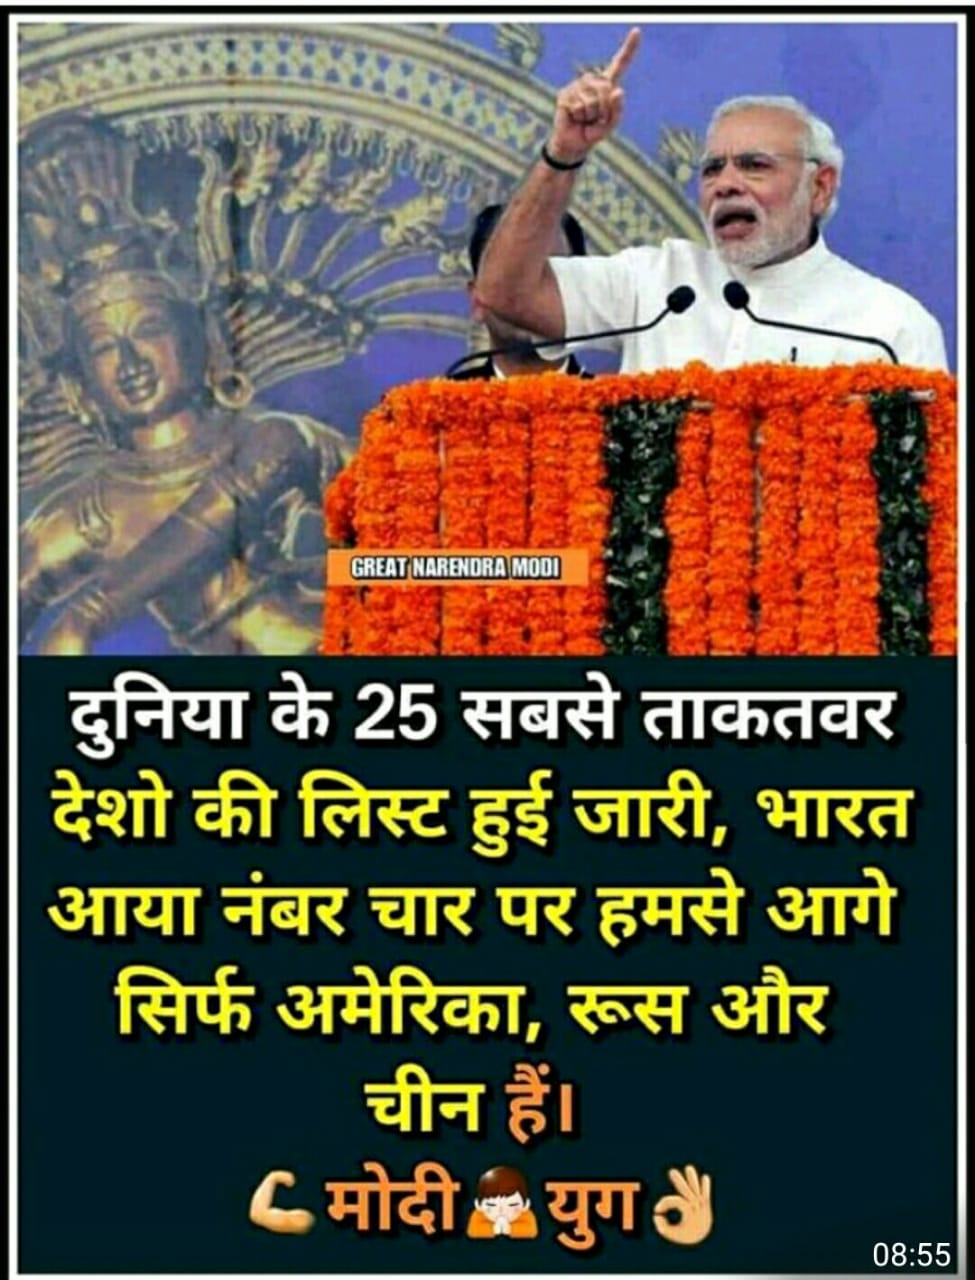 GREAT NARENDRA MODI
दुनिया के 25 सबसे ताकतवर
देशो की लिस्ट हुई जारी, भारत
आया नंबर चार पर हमसे आगे
सिर्फ अमेरिका, रूस और
चीन हैं।
💪मोदी🙏युग👌
08:55